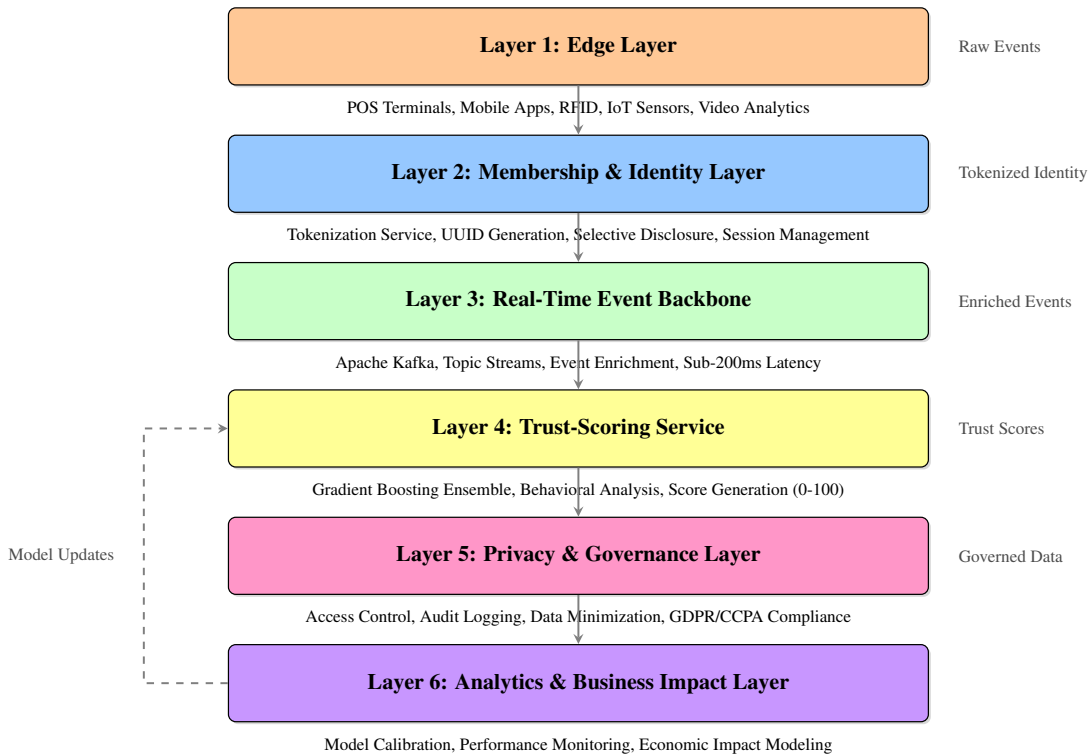 Layer 1: Edge Layer
Raw Events
POS Terminals, Mobile Apps, RFID, IoT Sensors, Video Analytics
Layer 2: Membership & Identity Layer
Tokenized Identity
Tokenization Service, UUID Generation, Selective Disclosure, Session Management
Layer 3: Real-Time Event Backbone
Enriched Events
Apache Kafka, Topic Streams, Event Enrichment, Sub-200ms Latency
Layer 4: Trust-Scoring Service
Trust Scores
Gradient Boosting Ensemble, Behavioral Analysis, Score Generation (0-100)
Model Updates
Layer 5: Privacy & Governance Layer
Governed Data
Access Control, Audit Logging, Data Minimization, GDPR/CCPA Compliance
Layer 6: Analytics & Business Impact Layer
Model Calibration, Performance Monitoring, Economic Impact Modeling